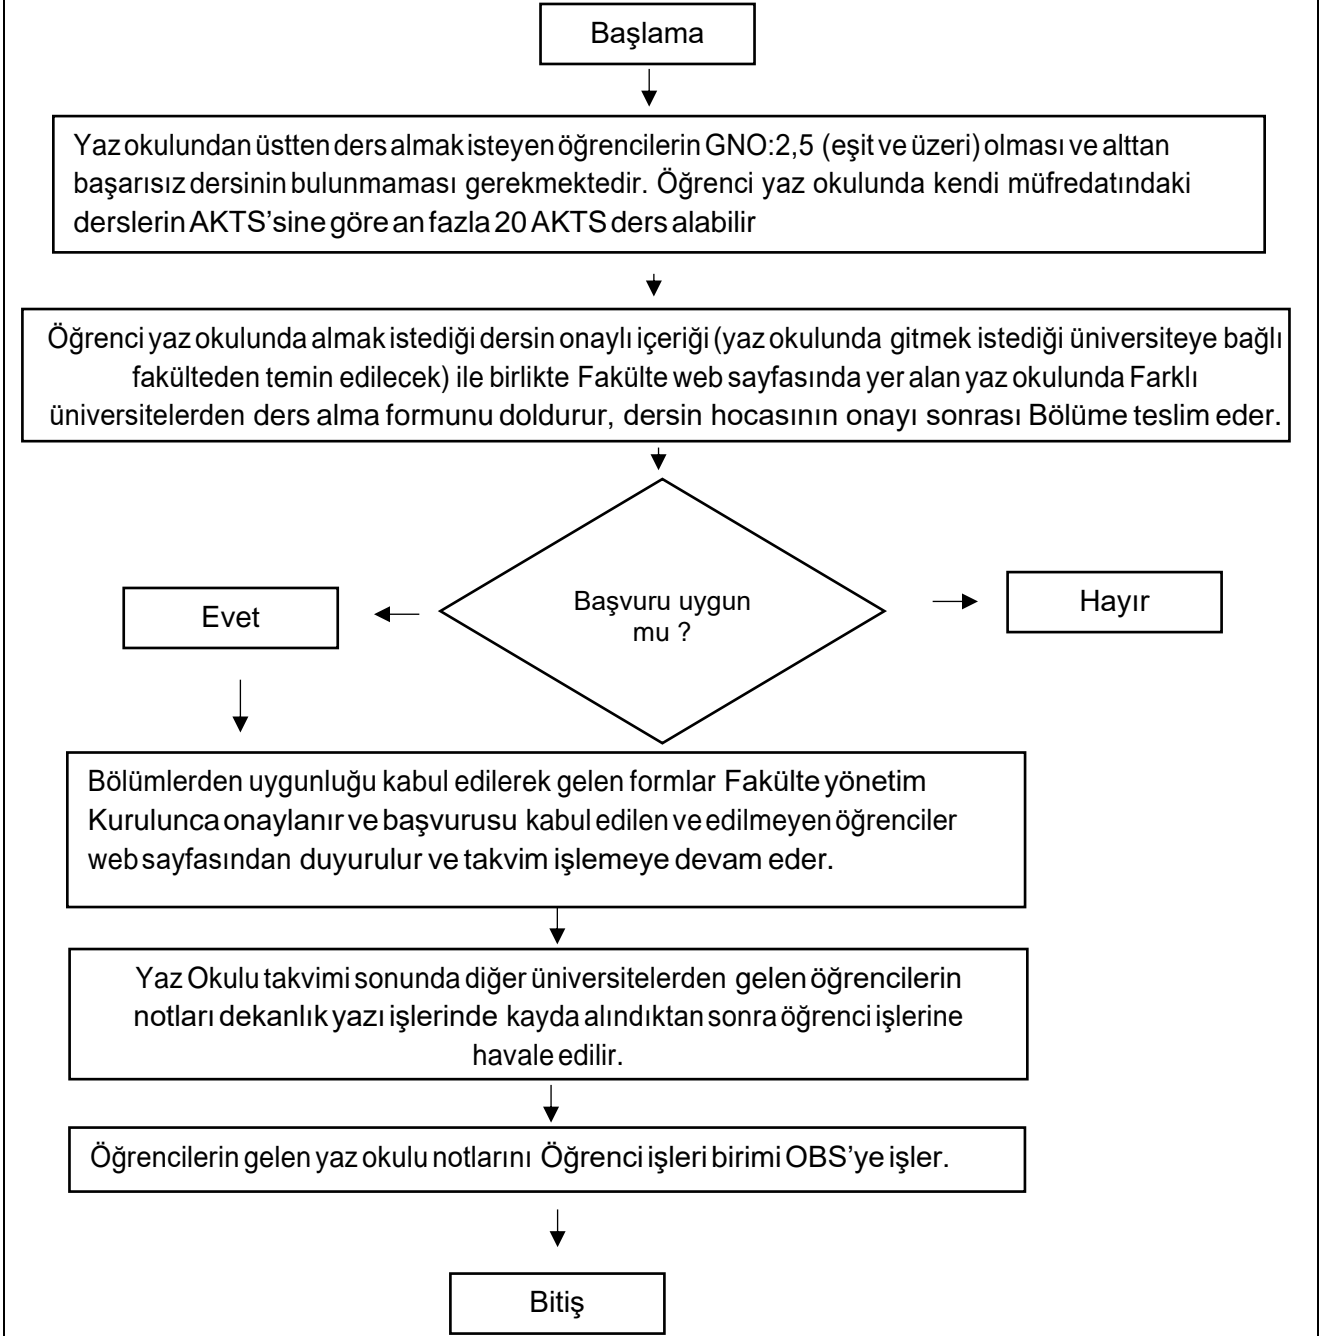 Başlama
Yaz okulundan üstten ders almak isteyen öğrencilerin GNO:2,5 (eşit ve üzeri) olması ve alttan
başarısız dersinin bulunmaması gerekmektedir. Öğrenci yaz okulunda kendi müfredatındaki
derslerin AKTS’sine göre an fazla 20 AKTS ders alabilir
Öğrenci yaz okulunda almak istediği dersin onaylı içeriği (yaz okulunda gitmek istediği üniversiteye bağlı
fakülteden temin edilecek) ile birlikte Fakülte web sayfasında yer alan yaz okulunda Farklı
üniversitelerden ders alma formunu doldurur, dersin hocasının onayı sonrası Bölüme teslim eder.
Başvuru uygun
mu ?
Evet
Hayır
Bölümlerden uygunluğu kabul edilerek gelen formlar Fakülte yönetim
Kurulunca onaylanır ve başvurusu kabul edilen ve edilmeyen öğrenciler
web sayfasından duyurulur ve takvim işlemeye devam eder.
Yaz Okulu takvimi sonunda diğer üniversitelerden gelen öğrencilerin
notları dekanlık yazı işlerinde kayda alındıktan sonra öğrenci işlerine
havale edilir.
Öğrencilerin gelen yaz okulu notlarını Öğrenci işleri birimi OBS’ye işler.
Bitiş